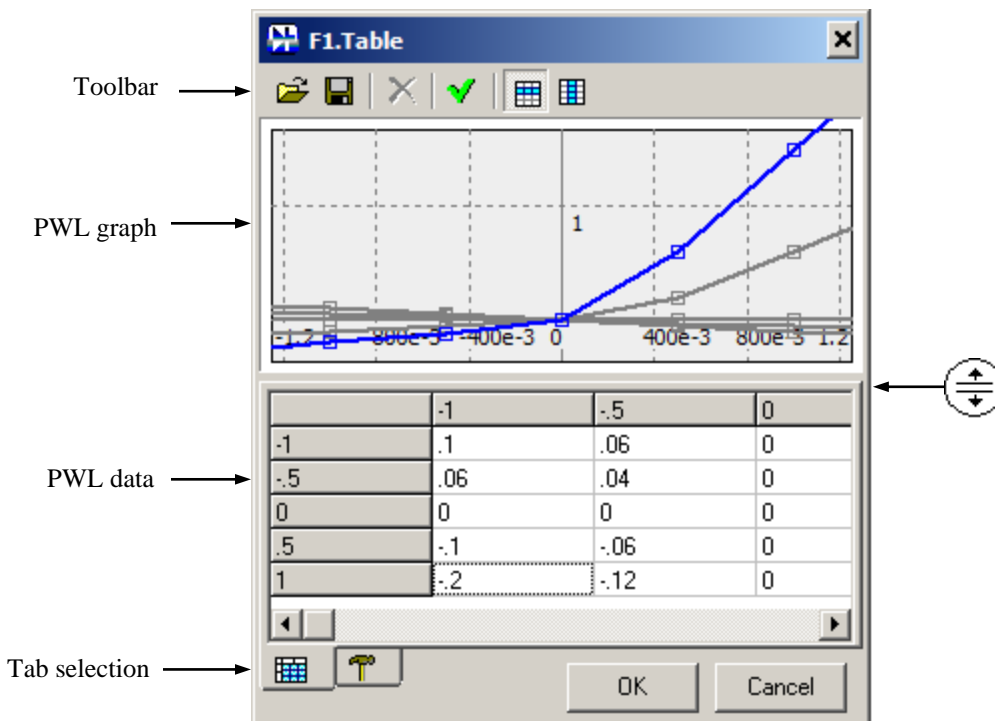 F1.Table
Toolbar
PWL graph
1
-1.2 800e-3 -400e-3 0 400e-3 800e-3 1.2
-1 -.5 0
-1 .1 .06 0
PWL data
-.5 .06 .04 0
0 0 0 0
.5 -.1 -.06 0
1 -.2 -.12 0
Tab selection
OK Cancel